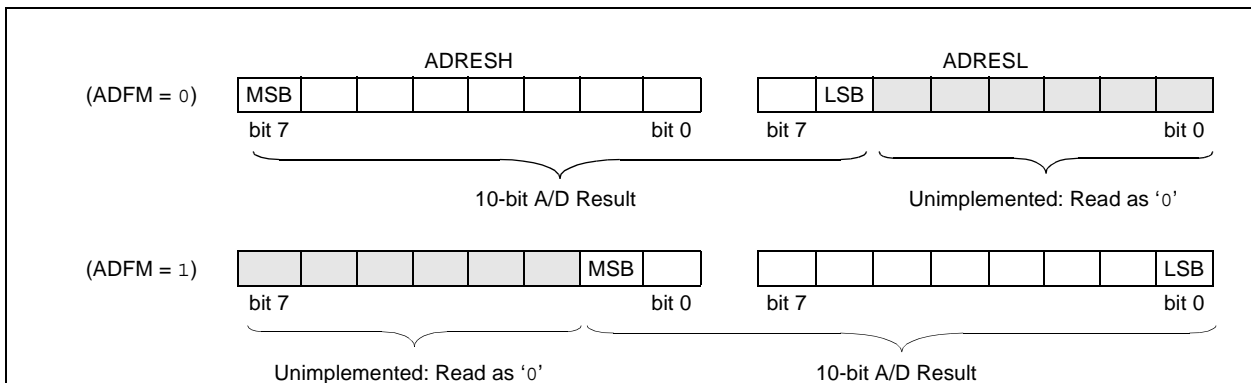 ADRESH ADRESL
(ADFM = 0) MSB LSB
bit 7 bit 0 bit 7 bit 0
10-bit A/D Result Unimplemented: Read as ‘0’
(ADFM = 1) MSB LSB
bit 7 bit 0 bit 7 bit 0
Unimplemented: Read as ‘0’ 10-bit A/D Result